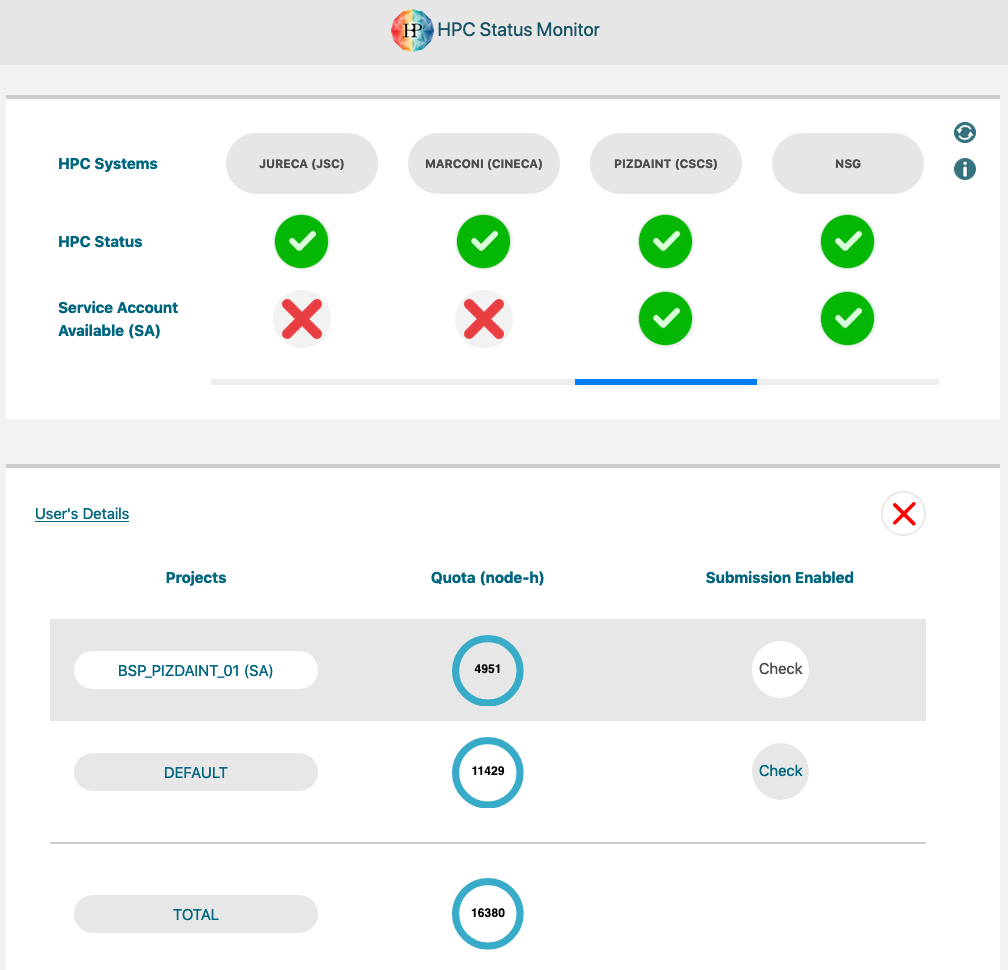 HP HPC Status Monitor
HPC Systems
JURECA (JSC)
MARCONI (CINECA)
PIZDAINT (CSCS)
NSG
HPC Status
Service Account
Available (SA)
User's Details
Projects
Quota (node-h)
Submission Enabled
BSP_PIZDAINT_01 (SA)
4951
Check
DEFAULT
11429
Check
TOTAL
16380